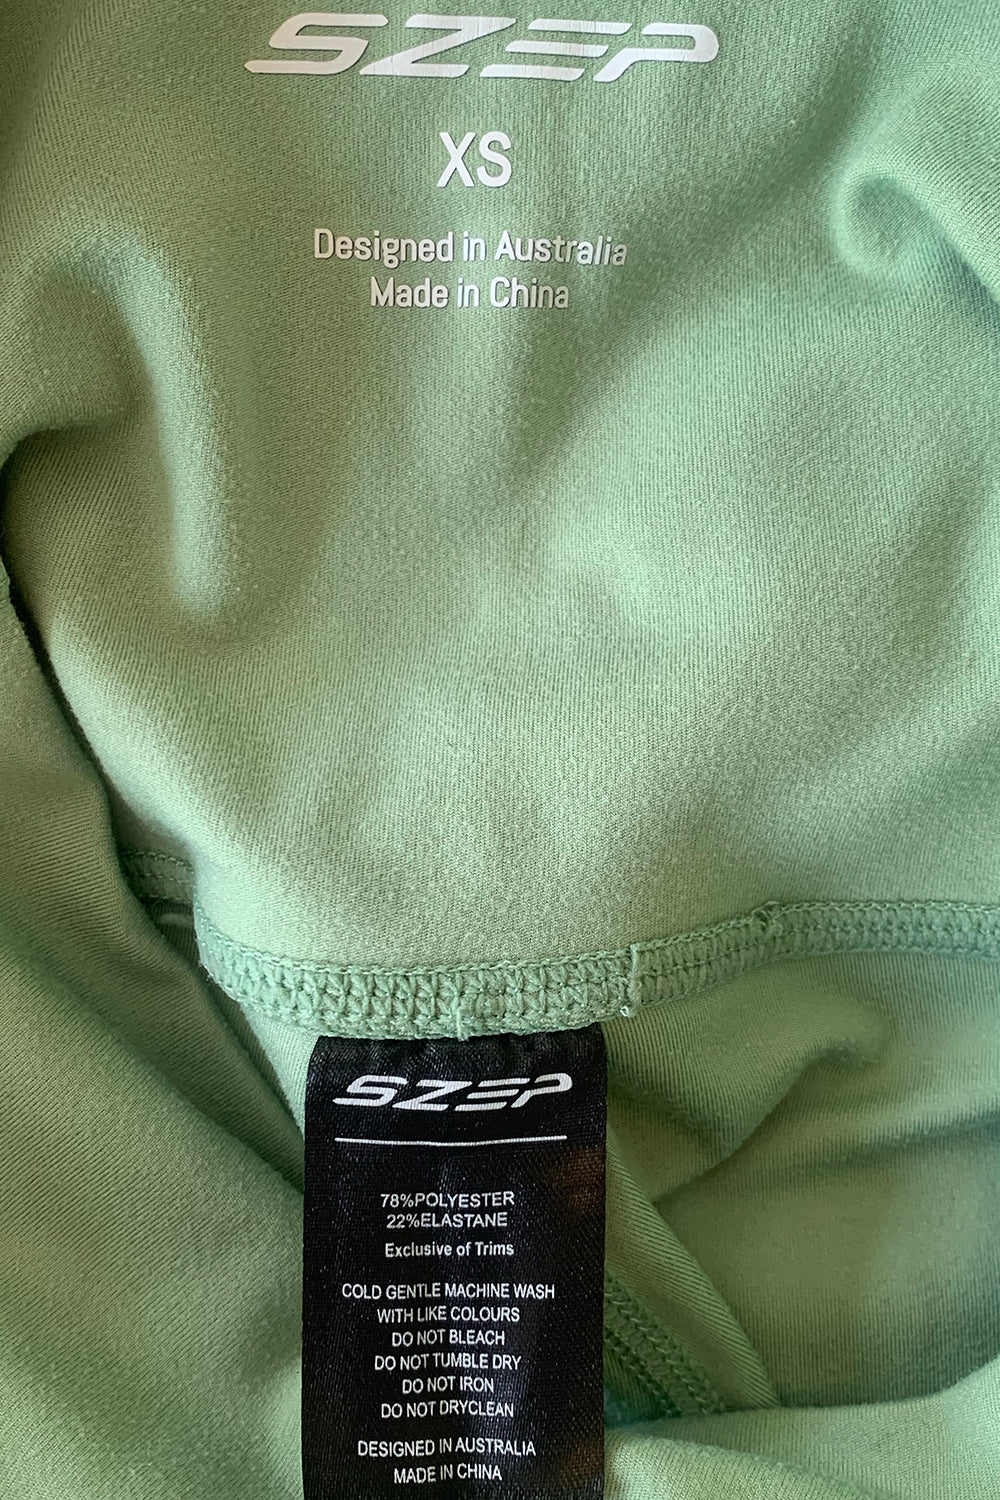 SZEP
XS
Designed in Australia
Made in China
SZEP
78%POLYESTER
22%ELASTANE
Exclusive of Trims
COLD GENTLE MACHINE WASH
WITH LIKE COLOURS
DO NOT BLEACH
DO NOT TUMBLE DRY
DO NOT IRON
DO NOT DRYCLEAN
DESIGNED IN AUSTRALIA
MADE IN CHINA